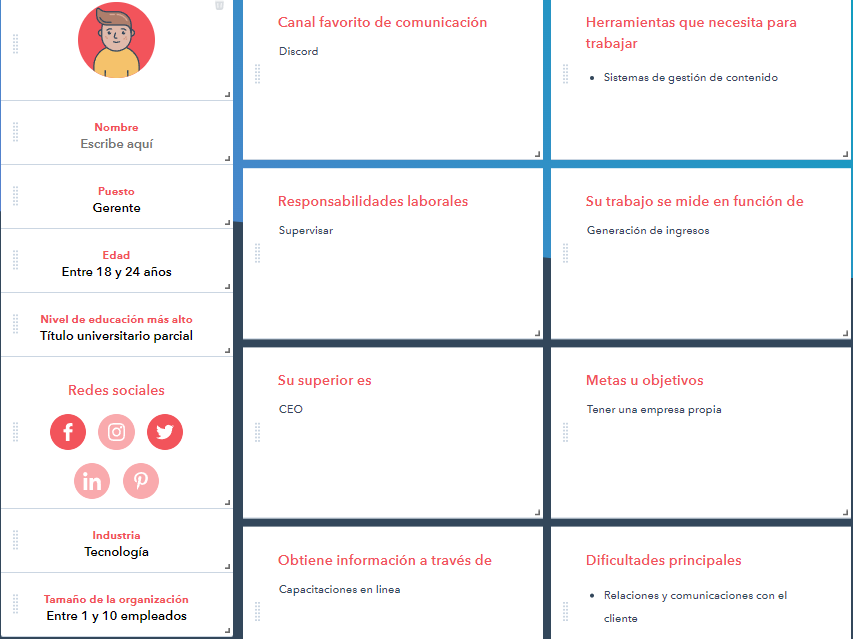 Nombre
Escribe aquí
Puesto
Gerente
Edad
Entre 18 y 24 años
Nivel de educación más alto
Título universitario parcial
Redes sociales
Industria
Tecnología
Tamaño de la organización
Entre 1 y 10 empleados
Canal favorito de comunicación
Discord
Herramientas que necesita para
trabajar
Sistemas de gestión de contenido
Responsabilidades laborales
Supervisar
Su trabajo se mide en función de
Generación de ingresos
Su superior es
CEO
Metas u objetivos
Tener una empresa propia
Obtiene información a través de
Capacitaciones en linea
Dificultades principales
Relaciones y comunicaciones con el
cliente